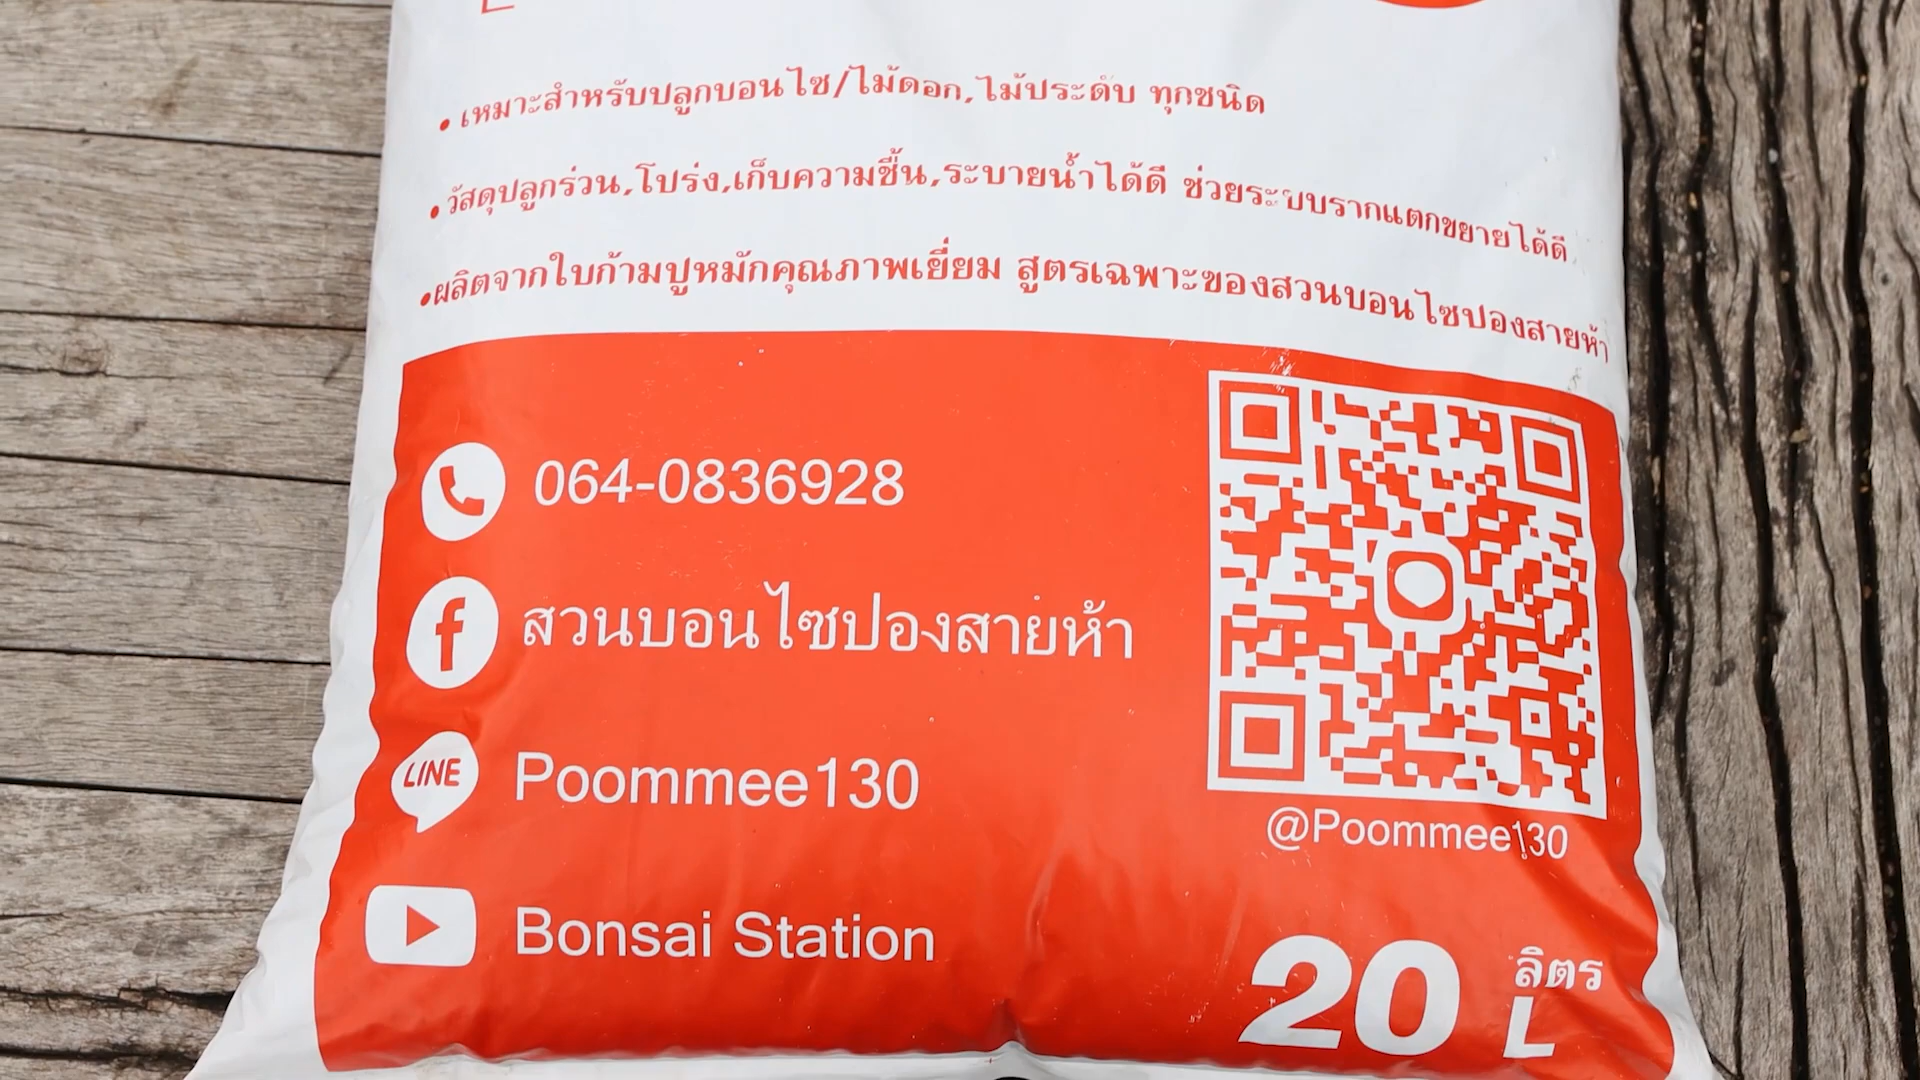 • เหมาะสำหรับปลูกบอนไซ/ไม้ดอก,ไม้ประดับ ทุกชนิด
• วัสดุปลูกร่วน,โปร่ง,เก็บความชื้น,ระบายน้ำได้ดี ช่วยระบบรากแตกขยายได้ดี
•ผลิตจากใบก้ามปูหมักคุณภาพเยี่ยม สูตรเฉพาะของสวนบอนไซปองสายห้า
064-0836928
สวนบอนไซปองสายห้า
LINE Poommee130
@Poommee130
Bonsai Station
20 ลิตร
L